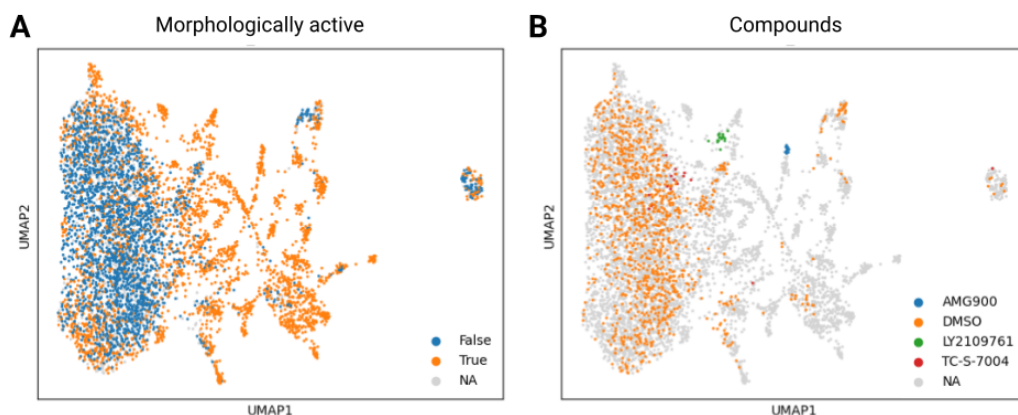 A
Morphologically active
UMAP2
False
True
NA
UMAP1
B
Compounds
UMAP2
AMG900
DMSO
LY2109761
TC-S-7004
NA
UMAP1